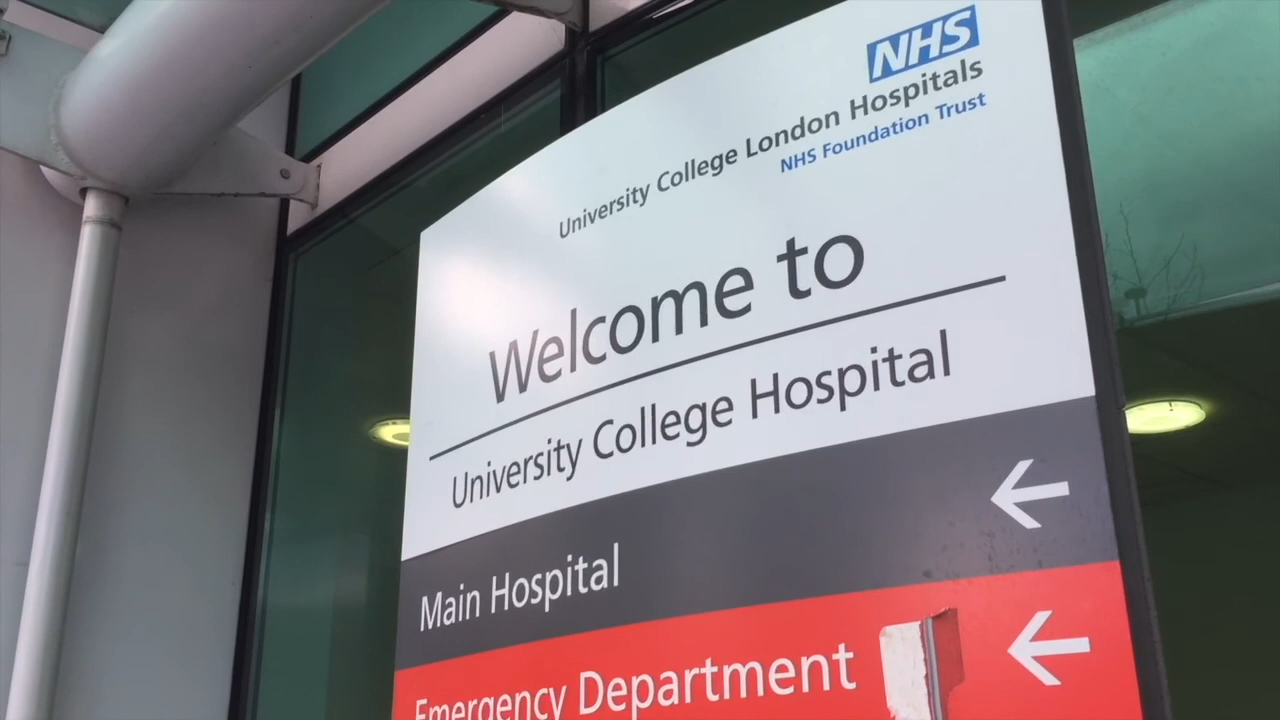 NHS
University College London Hospitals
NHS Foundation Trust
Welcome to
University College Hospital
Main Hospital
Emergency Department